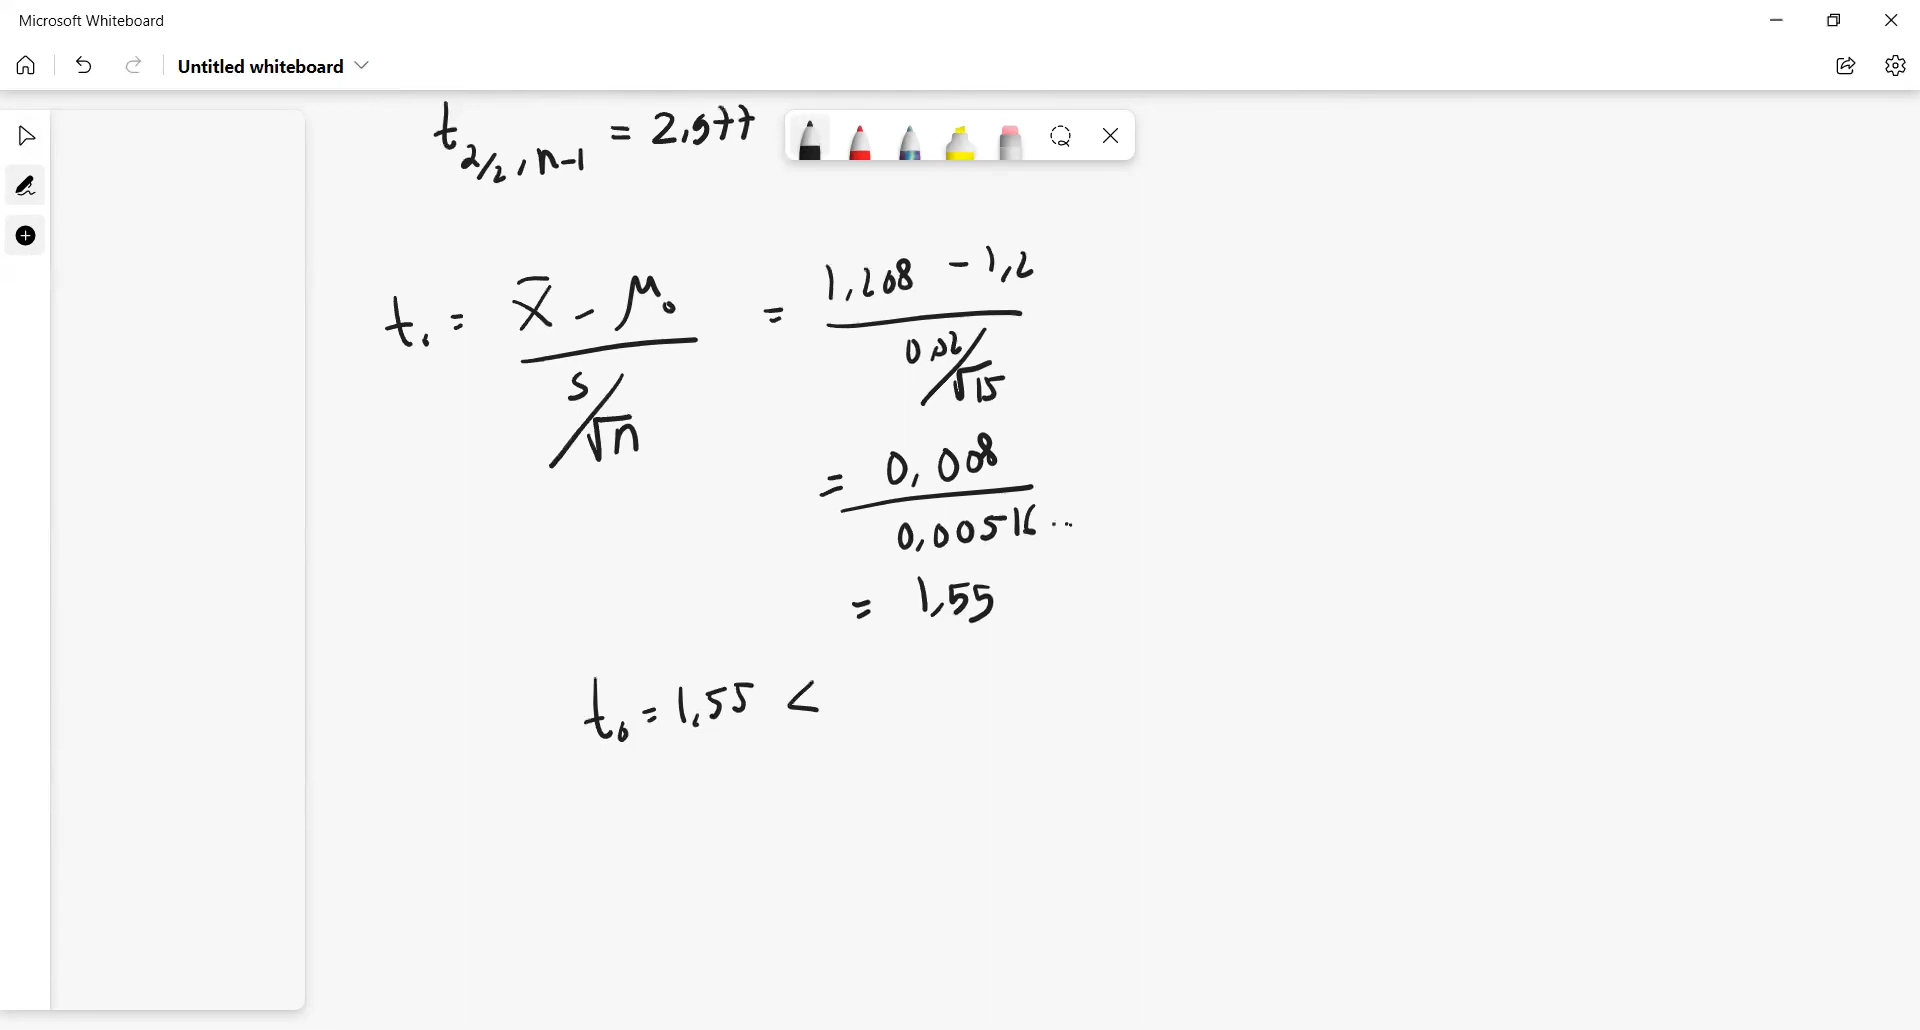 Microsoft Whiteboard
Untitled whiteboard
t 2/2, n-1 = 2,977
t₀ = x̄ - μ₀ / s/√n = 1,208 - 1,2 / 0,02/√15
= 0,008 / 0,00516...
= 1,55
t₀ = 1,55 <